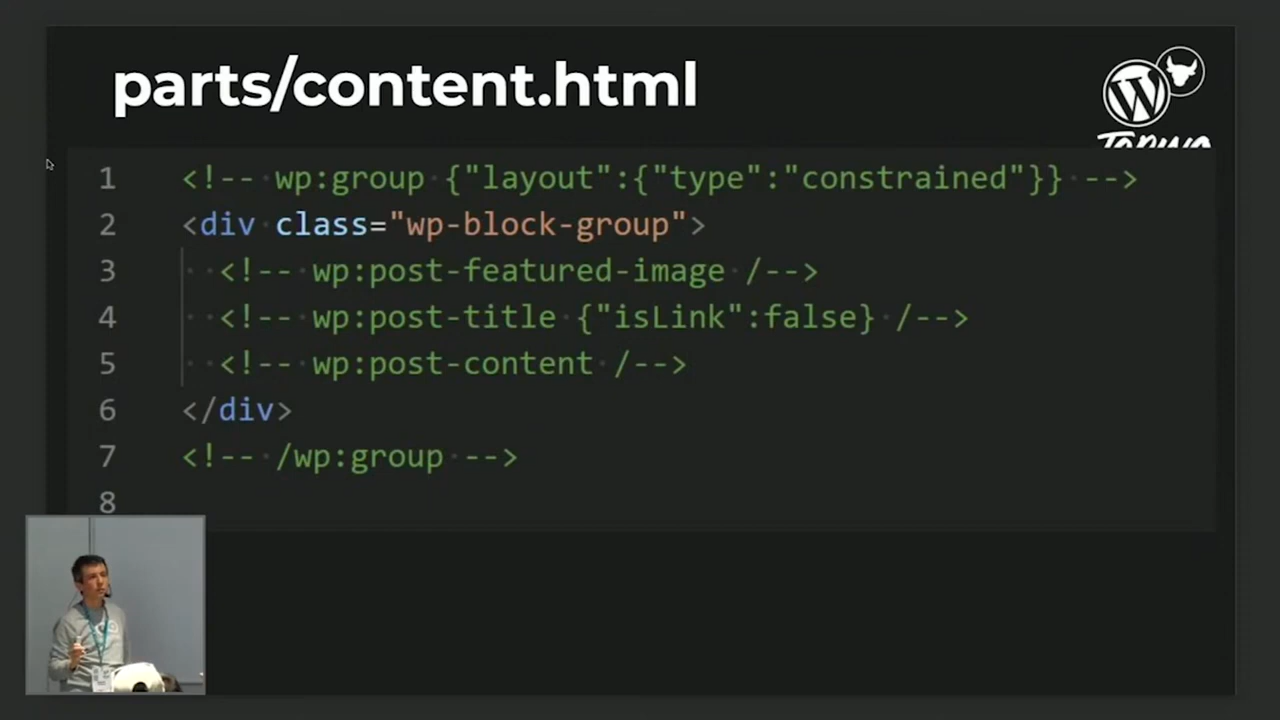 parts/content.html
1 <!-- wp:group {"layout":{"type":"constrained"}} -->
2 <div class="wp-block-group">
3   <!-- wp:post-featured-image /-->
4   <!-- wp:post-title {"isLink":false} /-->
5   <!-- wp:post-content /-->
6 </div>
7 <!-- /wp:group -->
8